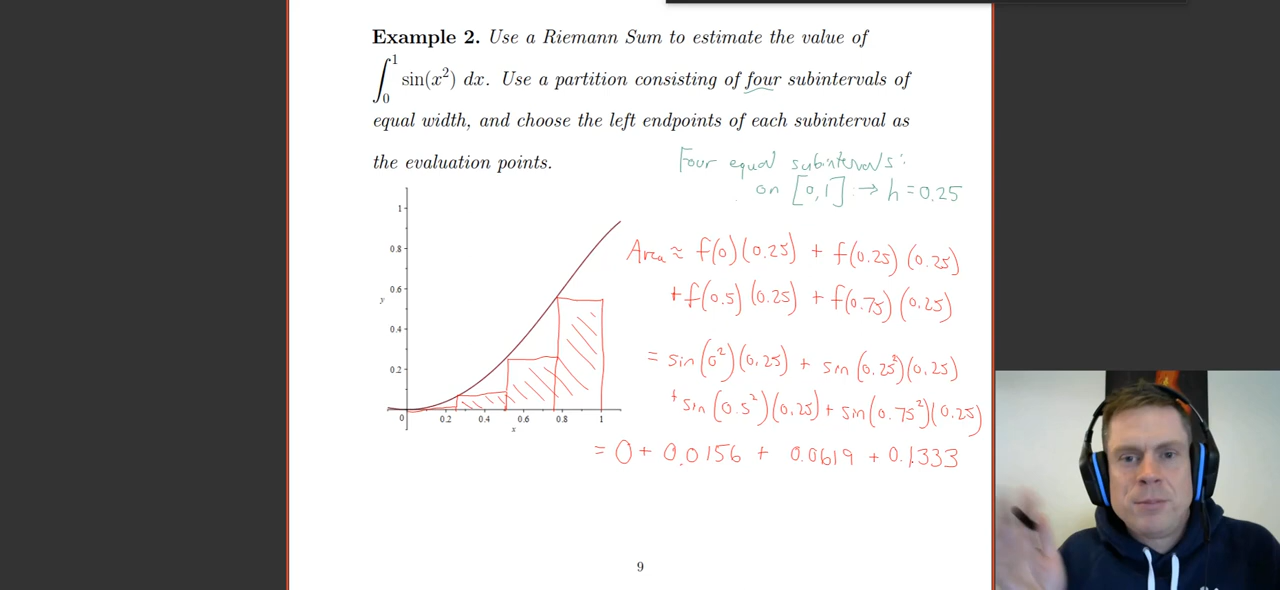 Example 2. Use a Riemann Sum to estimate the value of
∫₀¹ sin(x²) dx. Use a partition consisting of four subintervals of
equal width, and choose the left endpoints of each subinterval as
the evaluation points.
Four equal subintervals:
on [0,1] → h = 0.25
Area ≈ f(0)(0.25) + f(0.25)(0.25)
+ f(0.5)(0.25) + f(0.75)(0.25)
= sin(0²)(0.25) + sin(0.25²)(0.25)
+ sin(0.5²)(0.25) + sin(0.75²)(0.25)
= 0 + 0.0156 + 0.0619 + 0.1333
1
0.8
0.6
y
0.4
0.2
0 0.2 0.4 0.6 0.8 1
x
9